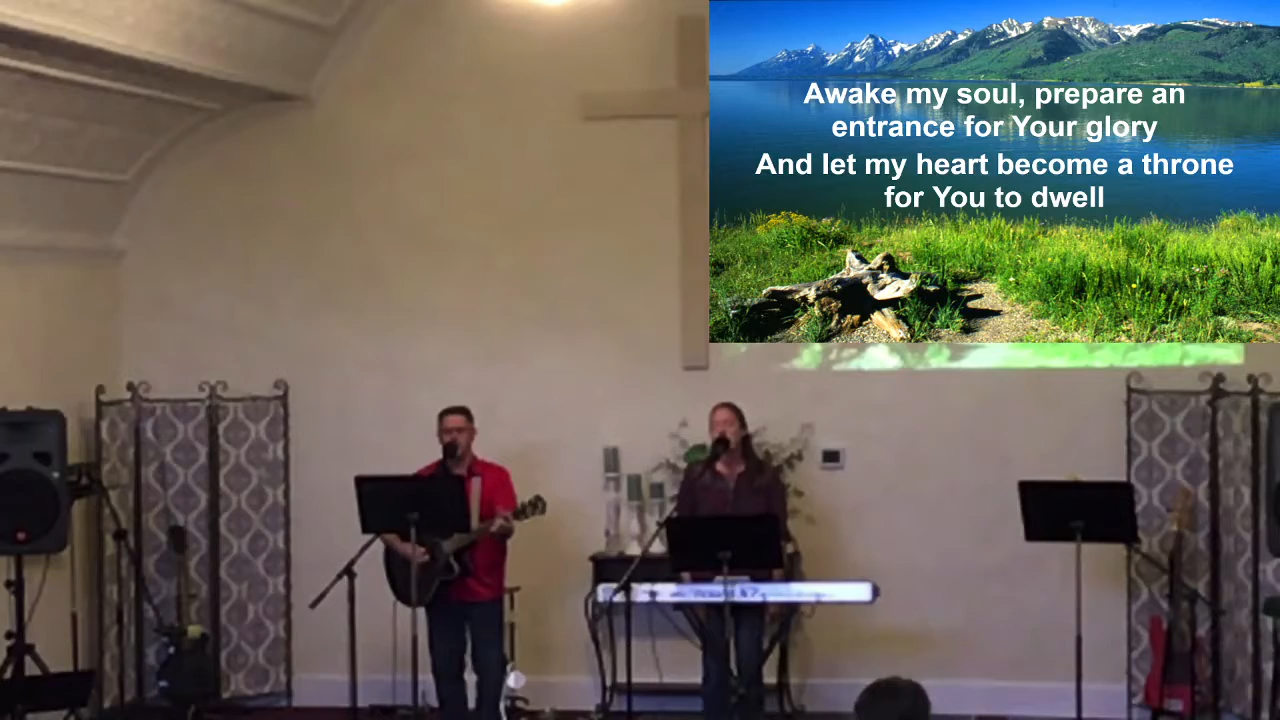 Awake my soul, prepare an
entrance for Your glory
And let my heart become a throne
for You to dwell